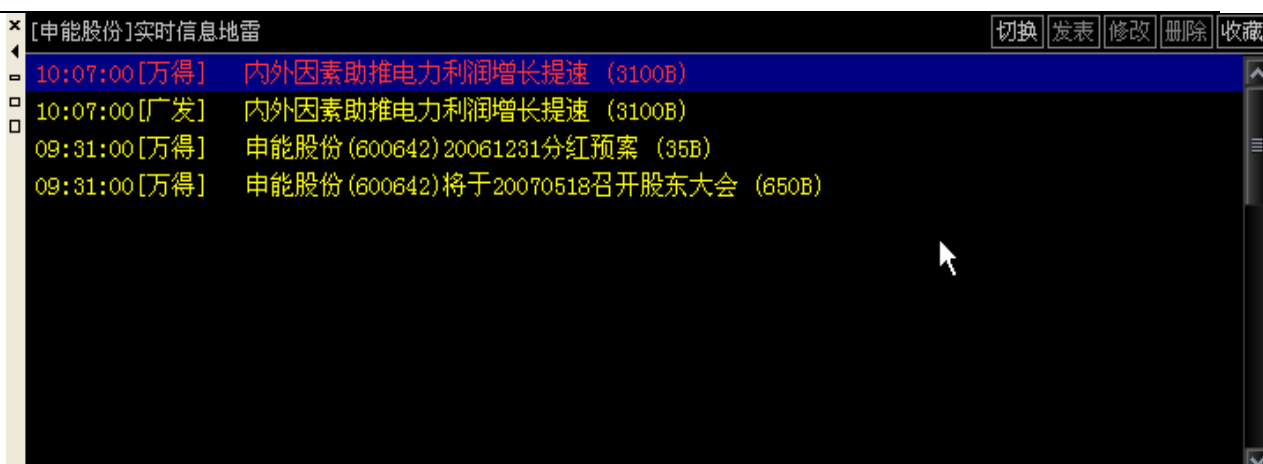 [申能股份]实时信息地雷 切换 发表 修改 删除 收藏
10:07:00[万得] 内外因素助推电力利润增长提速 (3100B)
10:07:00[广发] 内外因素助推电力利润增长提速 (3100B)
09:31:00[万得] 申能股份(600642)20061231分红预案 (35B)
09:31:00[万得] 申能股份(600642)将于20070518召开股东大会 (650B)